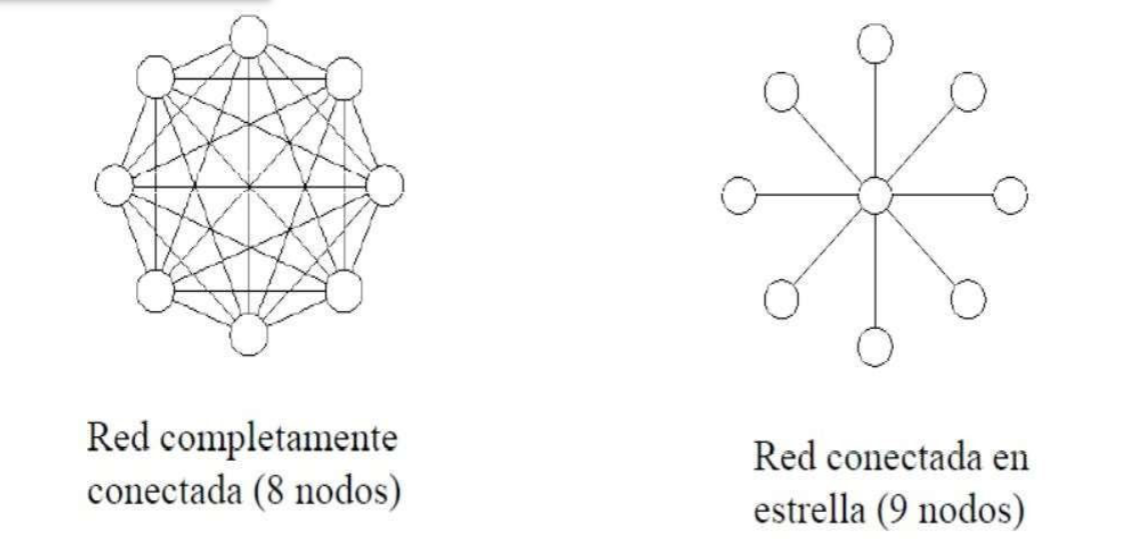 Red completamente
conectada (8 nodos)
Red conectada en
estrella (9 nodos)